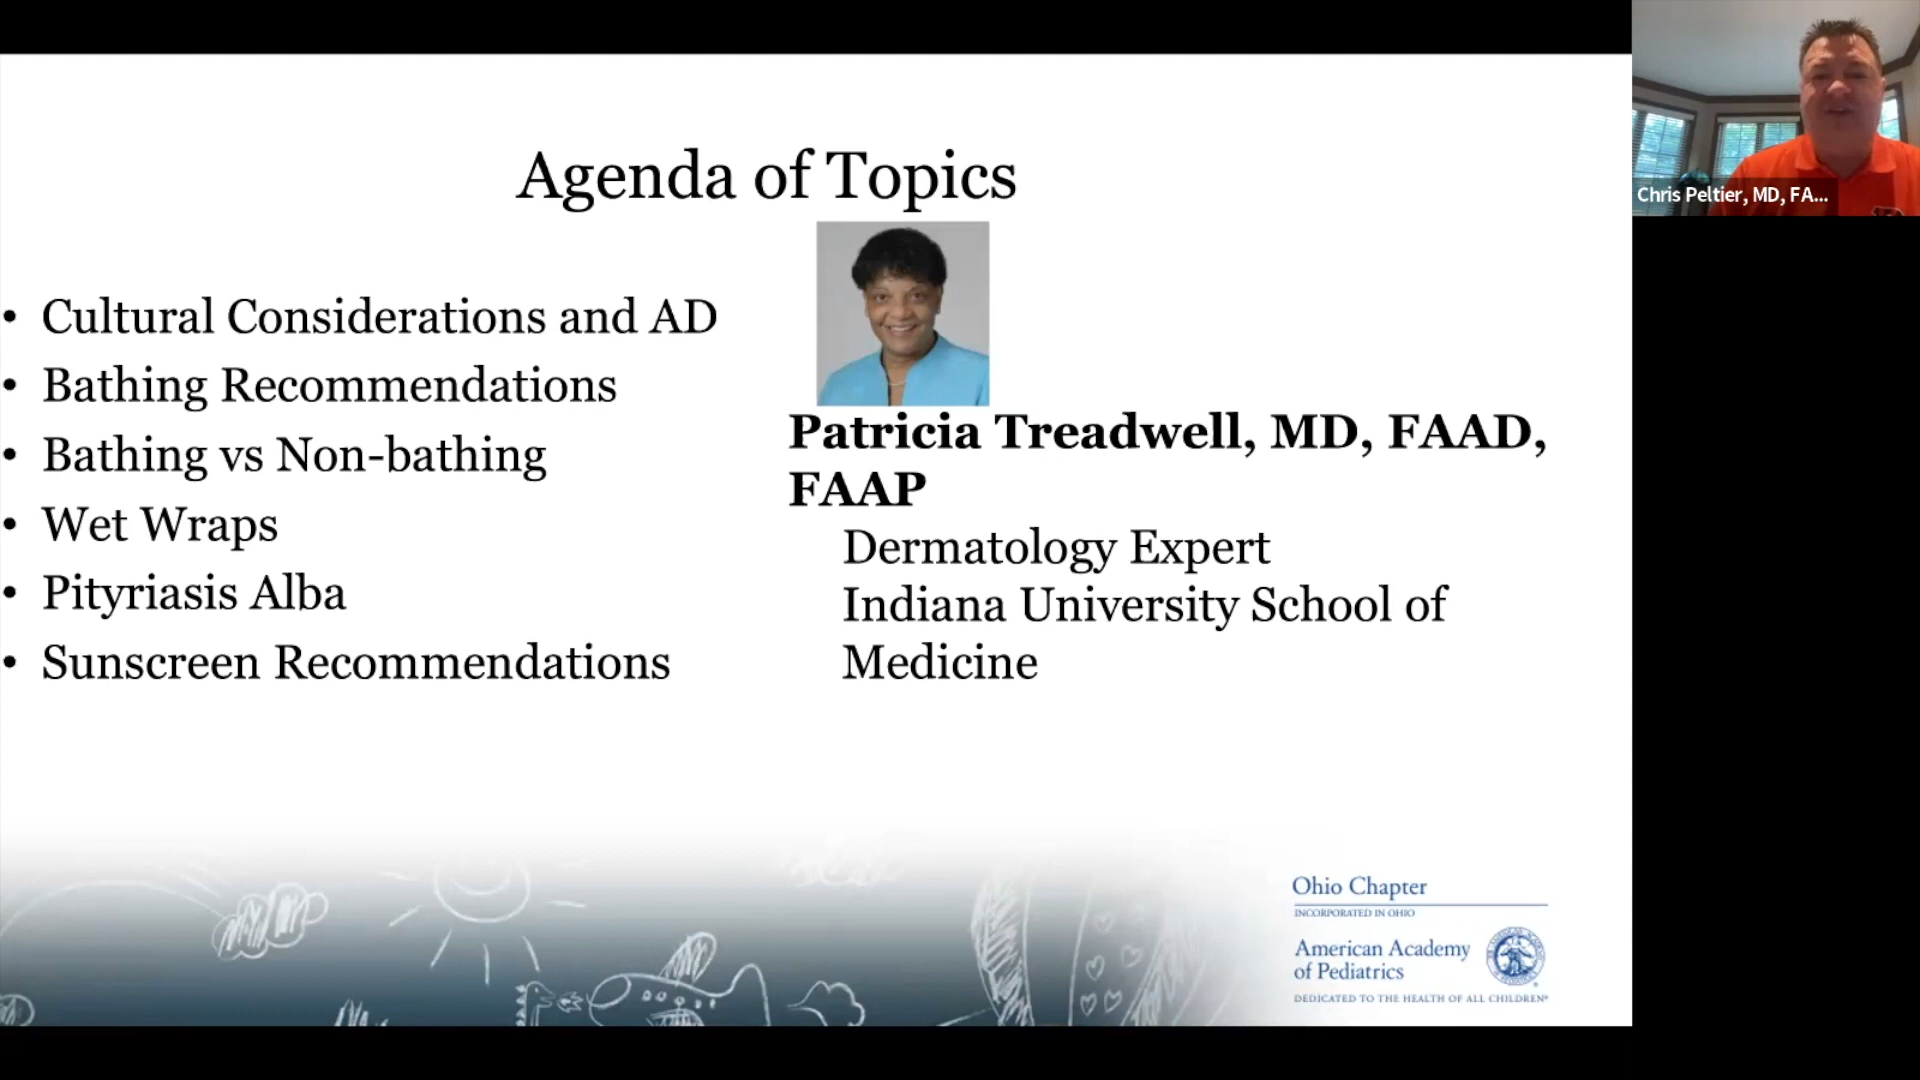 Agenda of Topics
• Cultural Considerations and AD
• Bathing Recommendations
• Bathing vs Non-bathing
• Wet Wraps
• Pityriasis Alba
• Sunscreen Recommendations
Patricia Treadwell, MD, FAAD,
FAAP
Dermatology Expert
Indiana University School of
Medicine
Ohio Chapter
INCORPORATED IN OHIO
American Academy
of Pediatrics
DEDICATED TO THE HEALTH OF ALL CHILDREN®
Chris Peltier, MD, FA...